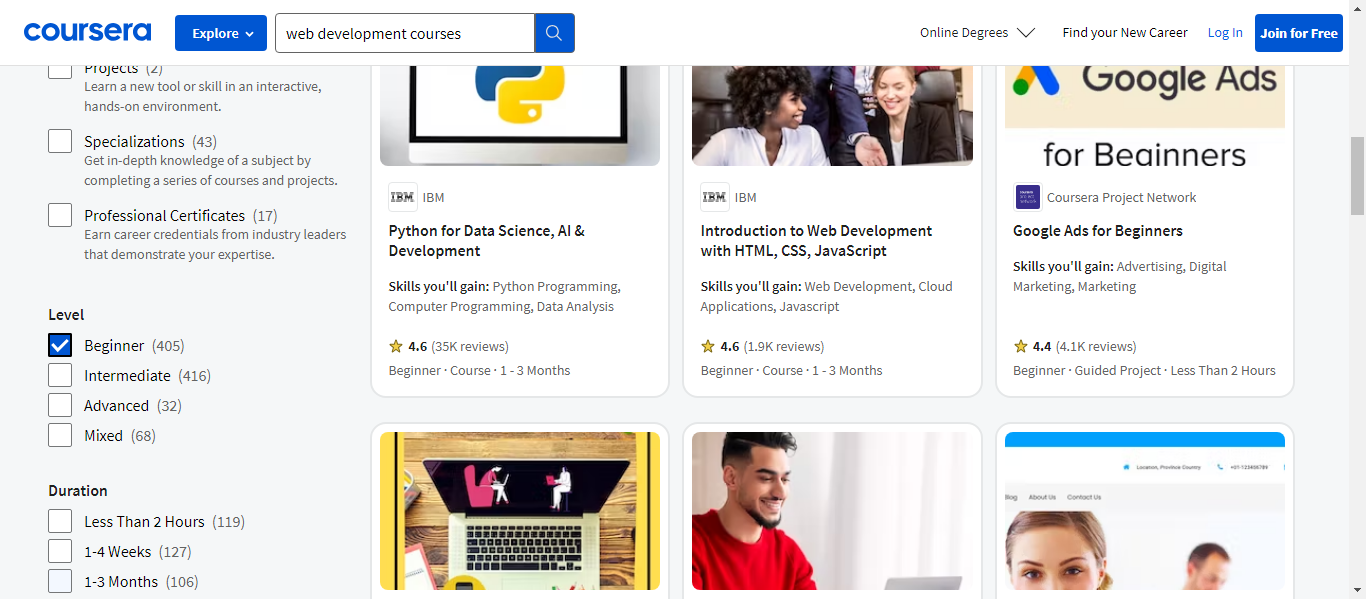 coursera
Explore
web development courses
Online Degrees
Find your New Career
Log In
Join for Free
Projects (2)
Learn a new tool or skill in an interactive,
hands-on environment.
Specializations (43)
Get in-depth knowledge of a subject by
completing a series of courses and projects.
Professional Certificates (17)
Earn career credentials from industry leaders
that demonstrate your expertise.
Level
Beginner (405)
Intermediate (416)
Advanced (32)
Mixed (68)
Duration
Less Than 2 Hours (119)
1-4 Weeks (127)
1-3 Months (106)
IBM IBM
Python for Data Science, AI &
Development
Skills you'll gain: Python Programming,
Computer Programming, Data Analysis
4.6 (35K reviews)
Beginner · Course · 1 - 3 Months
IBM IBM
Introduction to Web Development
with HTML, CSS, JavaScript
Skills you'll gain: Web Development, Cloud
Applications, Javascript
4.6 (1.9K reviews)
Beginner · Course · 1 - 3 Months
Google Ads
for Beginners
Coursera Project Network
Google Ads for Beginners
Skills you'll gain: Advertising, Digital
Marketing, Marketing
4.4 (4.1K reviews)
Beginner · Guided Project · Less Than 2 Hours
Location, Province Country
Blog About Us Contact Us